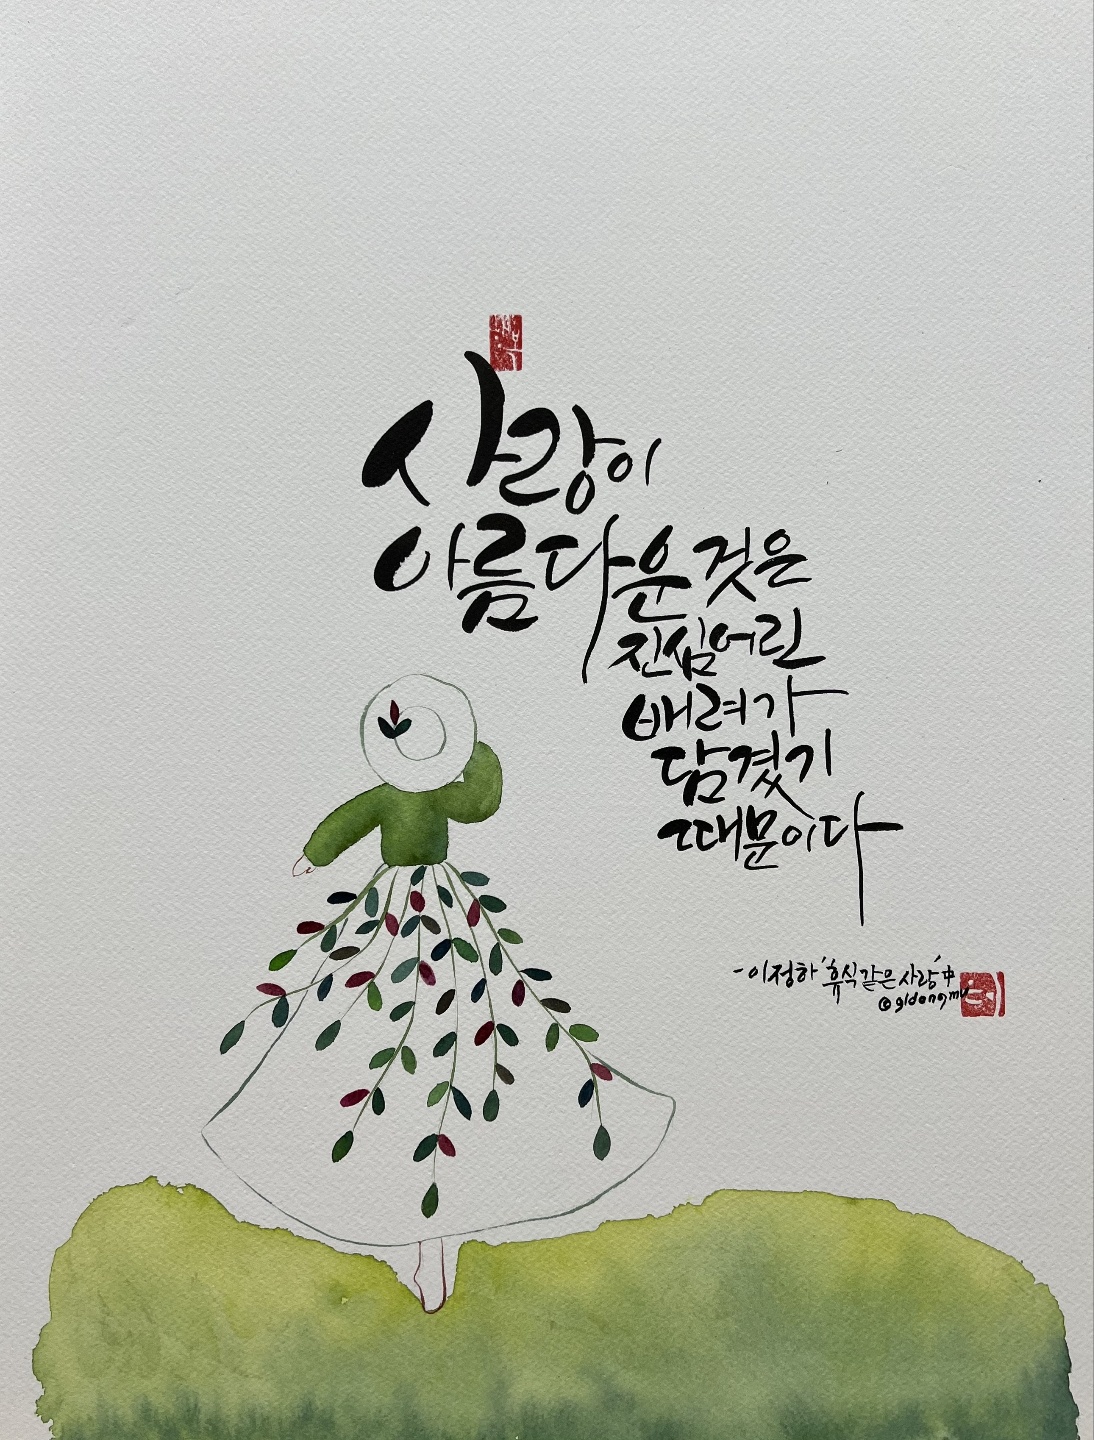 사랑이
아름다운 것은
진심어린
배려가
담겼기
때문이다
-이정하 '휴식같은 사랑' 中
©gldongmu